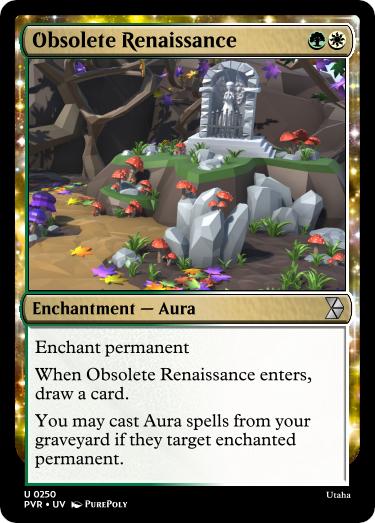 Obsolete Renaissance
Enchantment — Aura
Enchant permanent
When Obsolete Renaissance enters,
draw a card.
You may cast Aura spells from your
graveyard if they target enchanted
permanent.
U 0250
Utaha
PVR • UV PurePoly